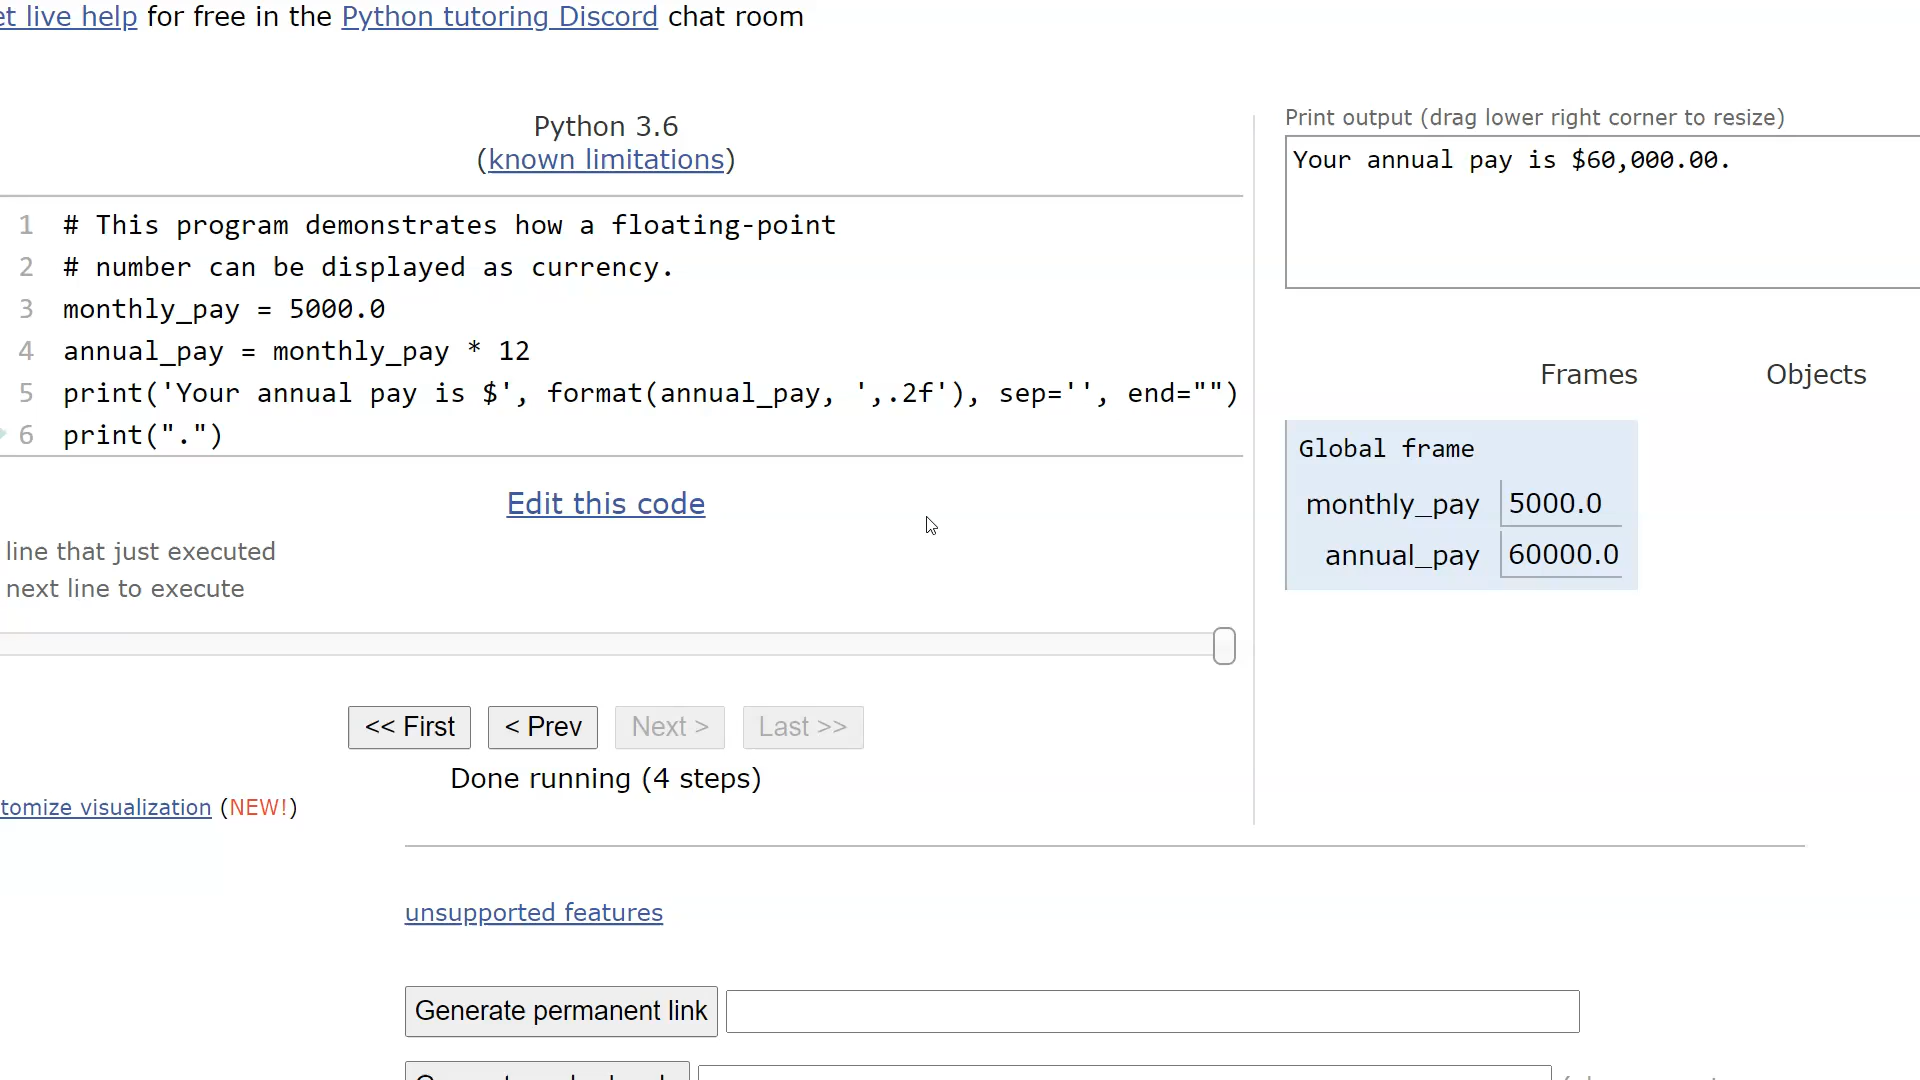 et live help for free in the Python tutoring Discord chat room
Python 3.6
(known limitations)
1 # This program demonstrates how a floating-point
2 # number can be displayed as currency.
3 monthly_pay = 5000.0
4 annual_pay = monthly_pay * 12
5 print('Your annual pay is $', format(annual_pay, ',.2f'), sep='', end="")
6 print(".")
Edit this code
line that just executed
next line to execute
<< First < Prev Next > Last >>
Done running (4 steps)
tomize visualization (NEW!)
Print output (drag lower right corner to resize)
Your annual pay is $60,000.00.
Frames Objects
Global frame
monthly_pay 5000.0
annual_pay 60000.0
unsupported features
Generate permanent link